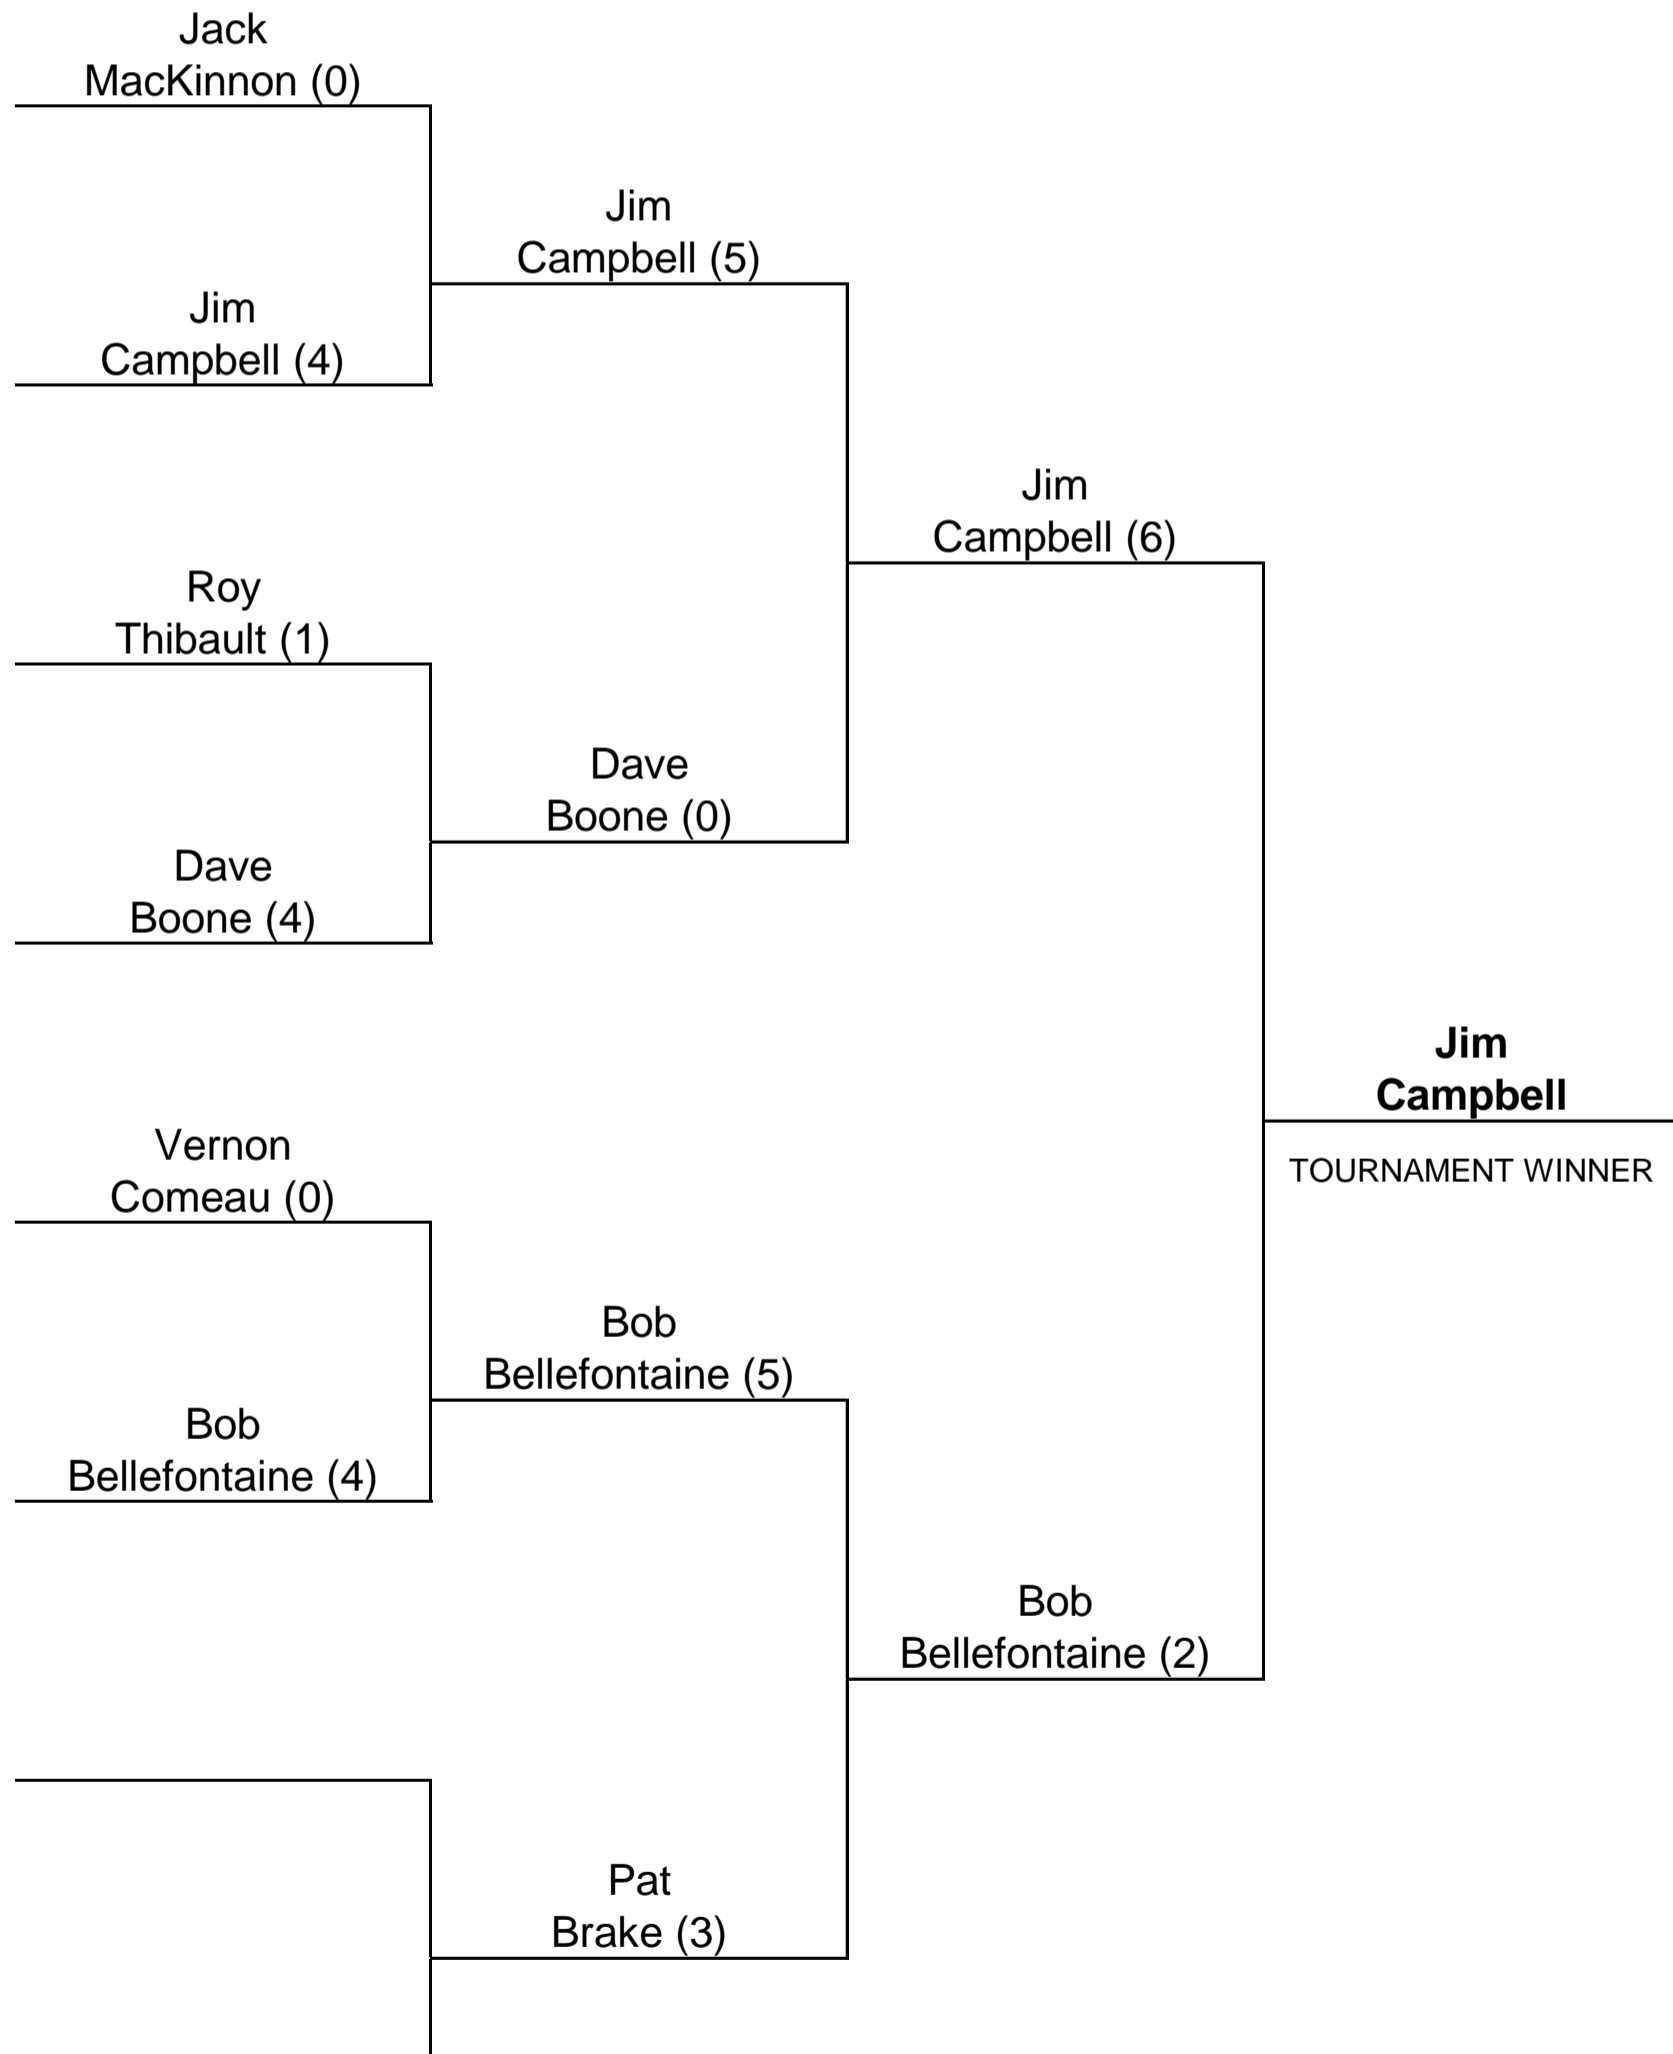 Jack
MacKinnon (0)
Jim
Campbell (5)
Jim
Campbell (4)
Jim
Campbell (6)
Roy
Thibault (1)
Dave
Boone (0)
Dave
Boone (4)
Jim
Campbell
TOURNAMENT WINNER
Vernon
Comeau (0)
Bob
Bellefontaine (5)
Bob
Bellefontaine (4)
Bob
Bellefontaine (2)
Pat
Brake (3)